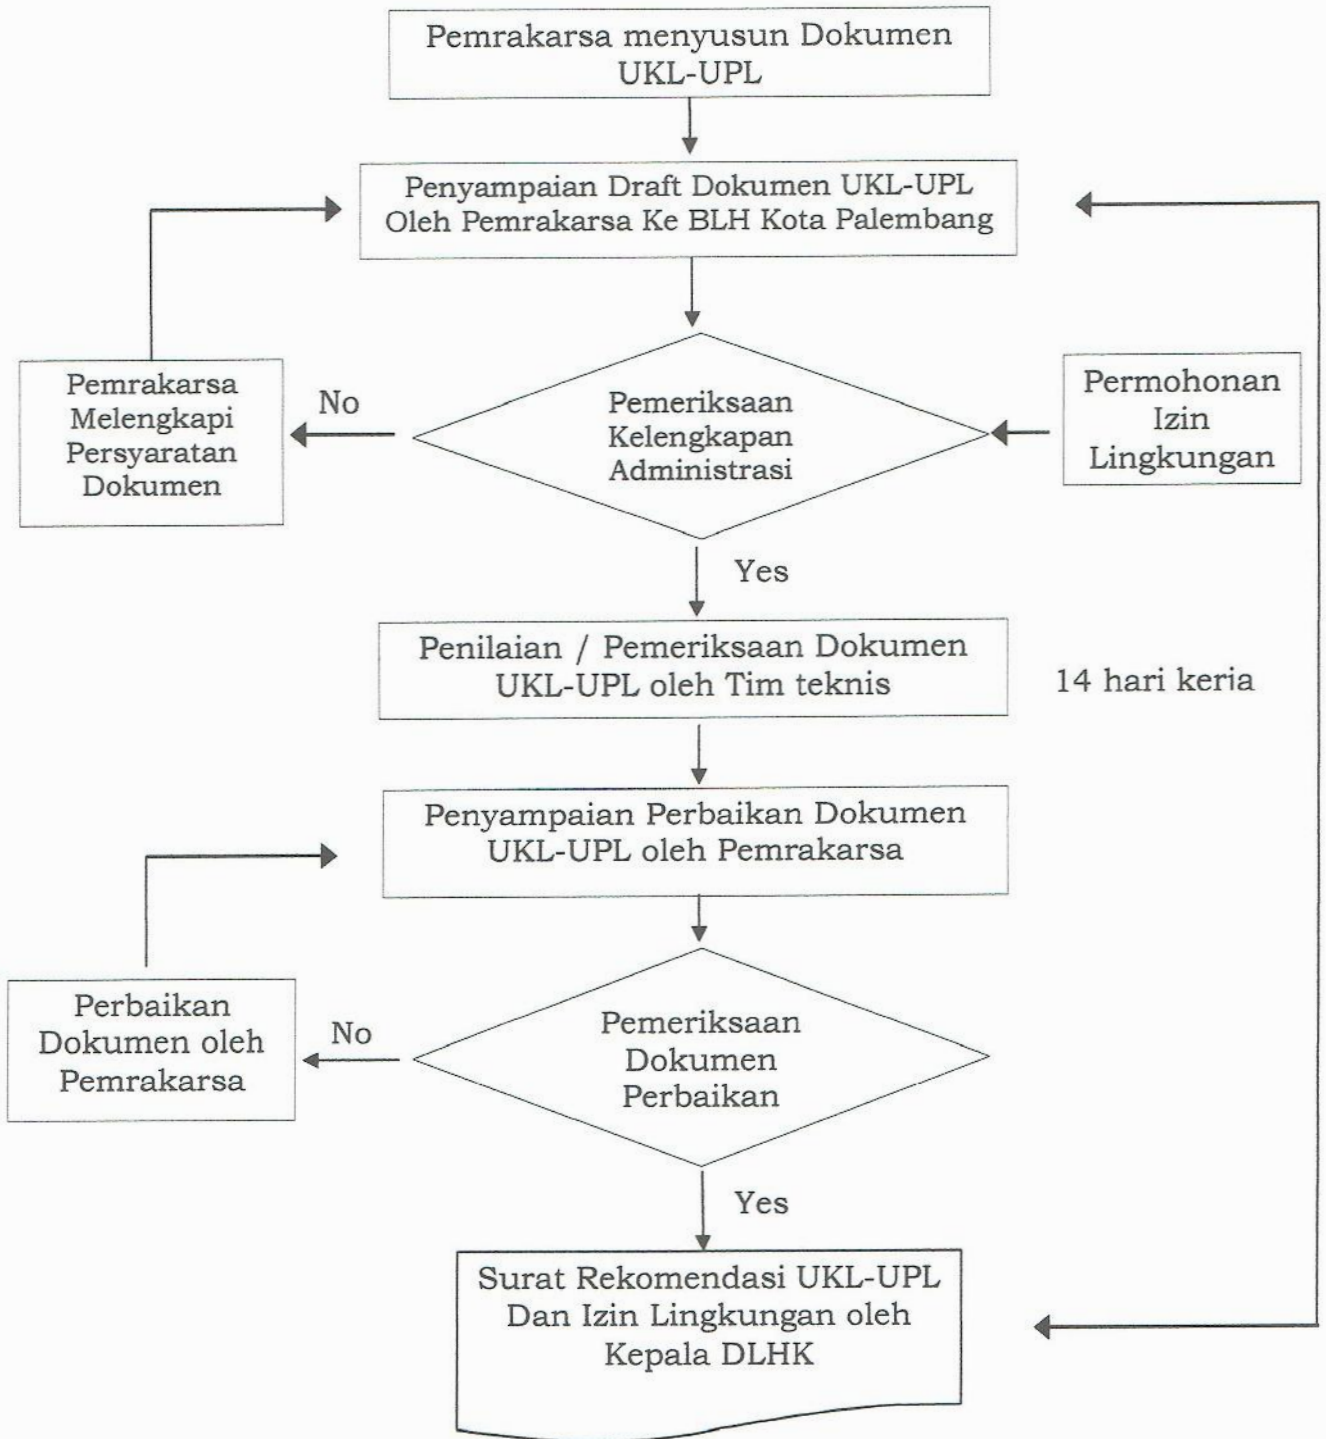 Pemrakarsa menyusun Dokumen
UKL-UPL
Penyampaian Draft Dokumen UKL-UPL
Oleh Pemrakarsa Ke BLH Kota Palembang
Pemrakarsa
Melengkapi
Persyaratan
Dokumen
No
Pemeriksaan
Kelengkapan
Administrasi
Permohonan
Izin
Lingkungan
Yes
Penilaian / Pemeriksaan Dokumen
UKL-UPL oleh Tim teknis
14 hari keria
Penyampaian Perbaikan Dokumen
UKL-UPL oleh Pemrakarsa
Perbaikan
Dokumen oleh
Pemrakarsa
No
Pemeriksaan
Dokumen
Perbaikan
Yes
Surat Rekomendasi UKL-UPL
Dan Izin Lingkungan oleh
Kepala DLHK